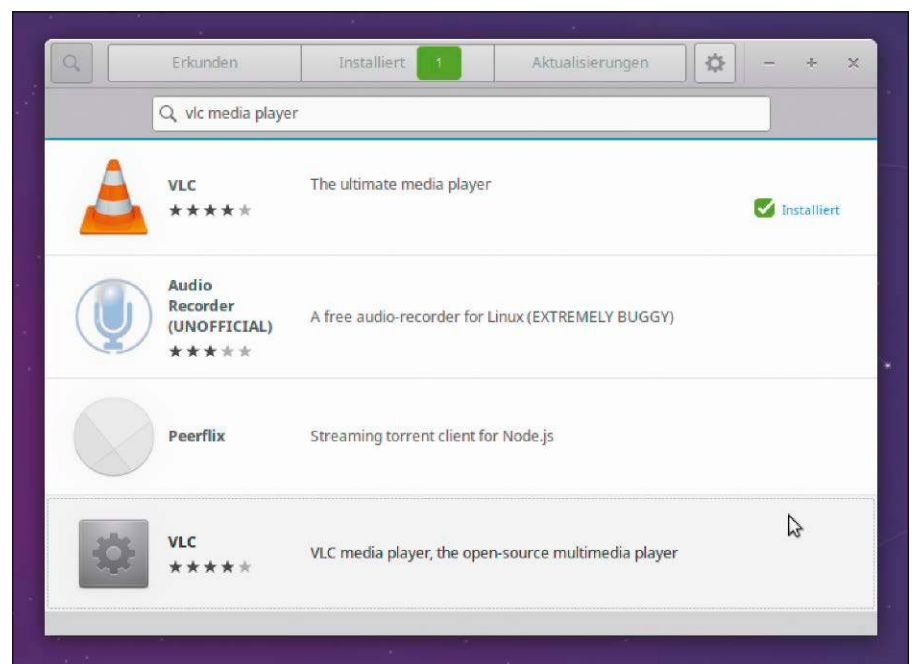 Erkunden Installiert 1 Aktualisierungen
vlc media player
VLC The ultimate media player
Installiert
Audio
Recorder
(UNOFFICIAL)
A free audio-recorder for Linux (EXTREMELY BUGGY)
Peerflix Streaming torrent client for Node.js
VLC
VLC media player, the open-source multimedia player